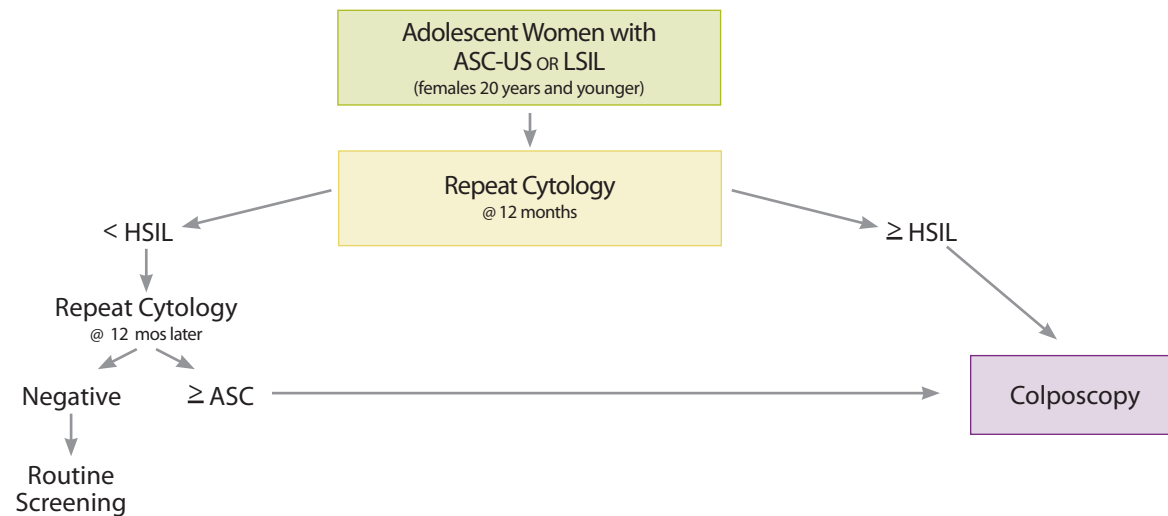 Adolescent Women with
ASC-US OR LSIL
(females 20 years and younger)
Repeat Cytology
@ 12 months
< HSIL
≥ HSIL
Repeat Cytology
@ 12 mos later
Negative
≥ ASC
Colposcopy
Routine
Screening